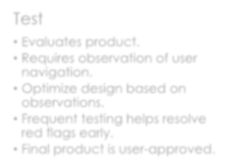 Test
• Evaluates product.
• Requires observation of user
navigation.
• Optimize design based on
observations.
• Frequent testing helps resolve
red flags early.
• Final product is user-approved.